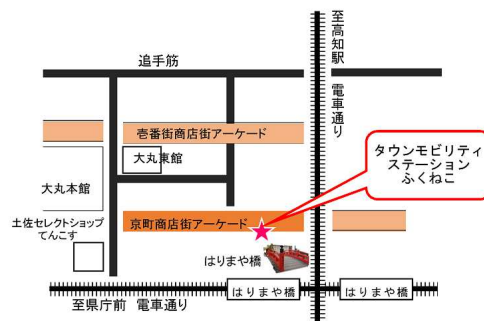 至高知駅 電車通り
追手筋
壱番街商店街アーケード
大丸東館
タウンモビリティ
ステーション
ふくねこ
大丸本館
京町商店街アーケード
土佐セレクトショップ
てんこす
はりまや橋
はりまや橋
はりまや橋
至県庁前 電車通り